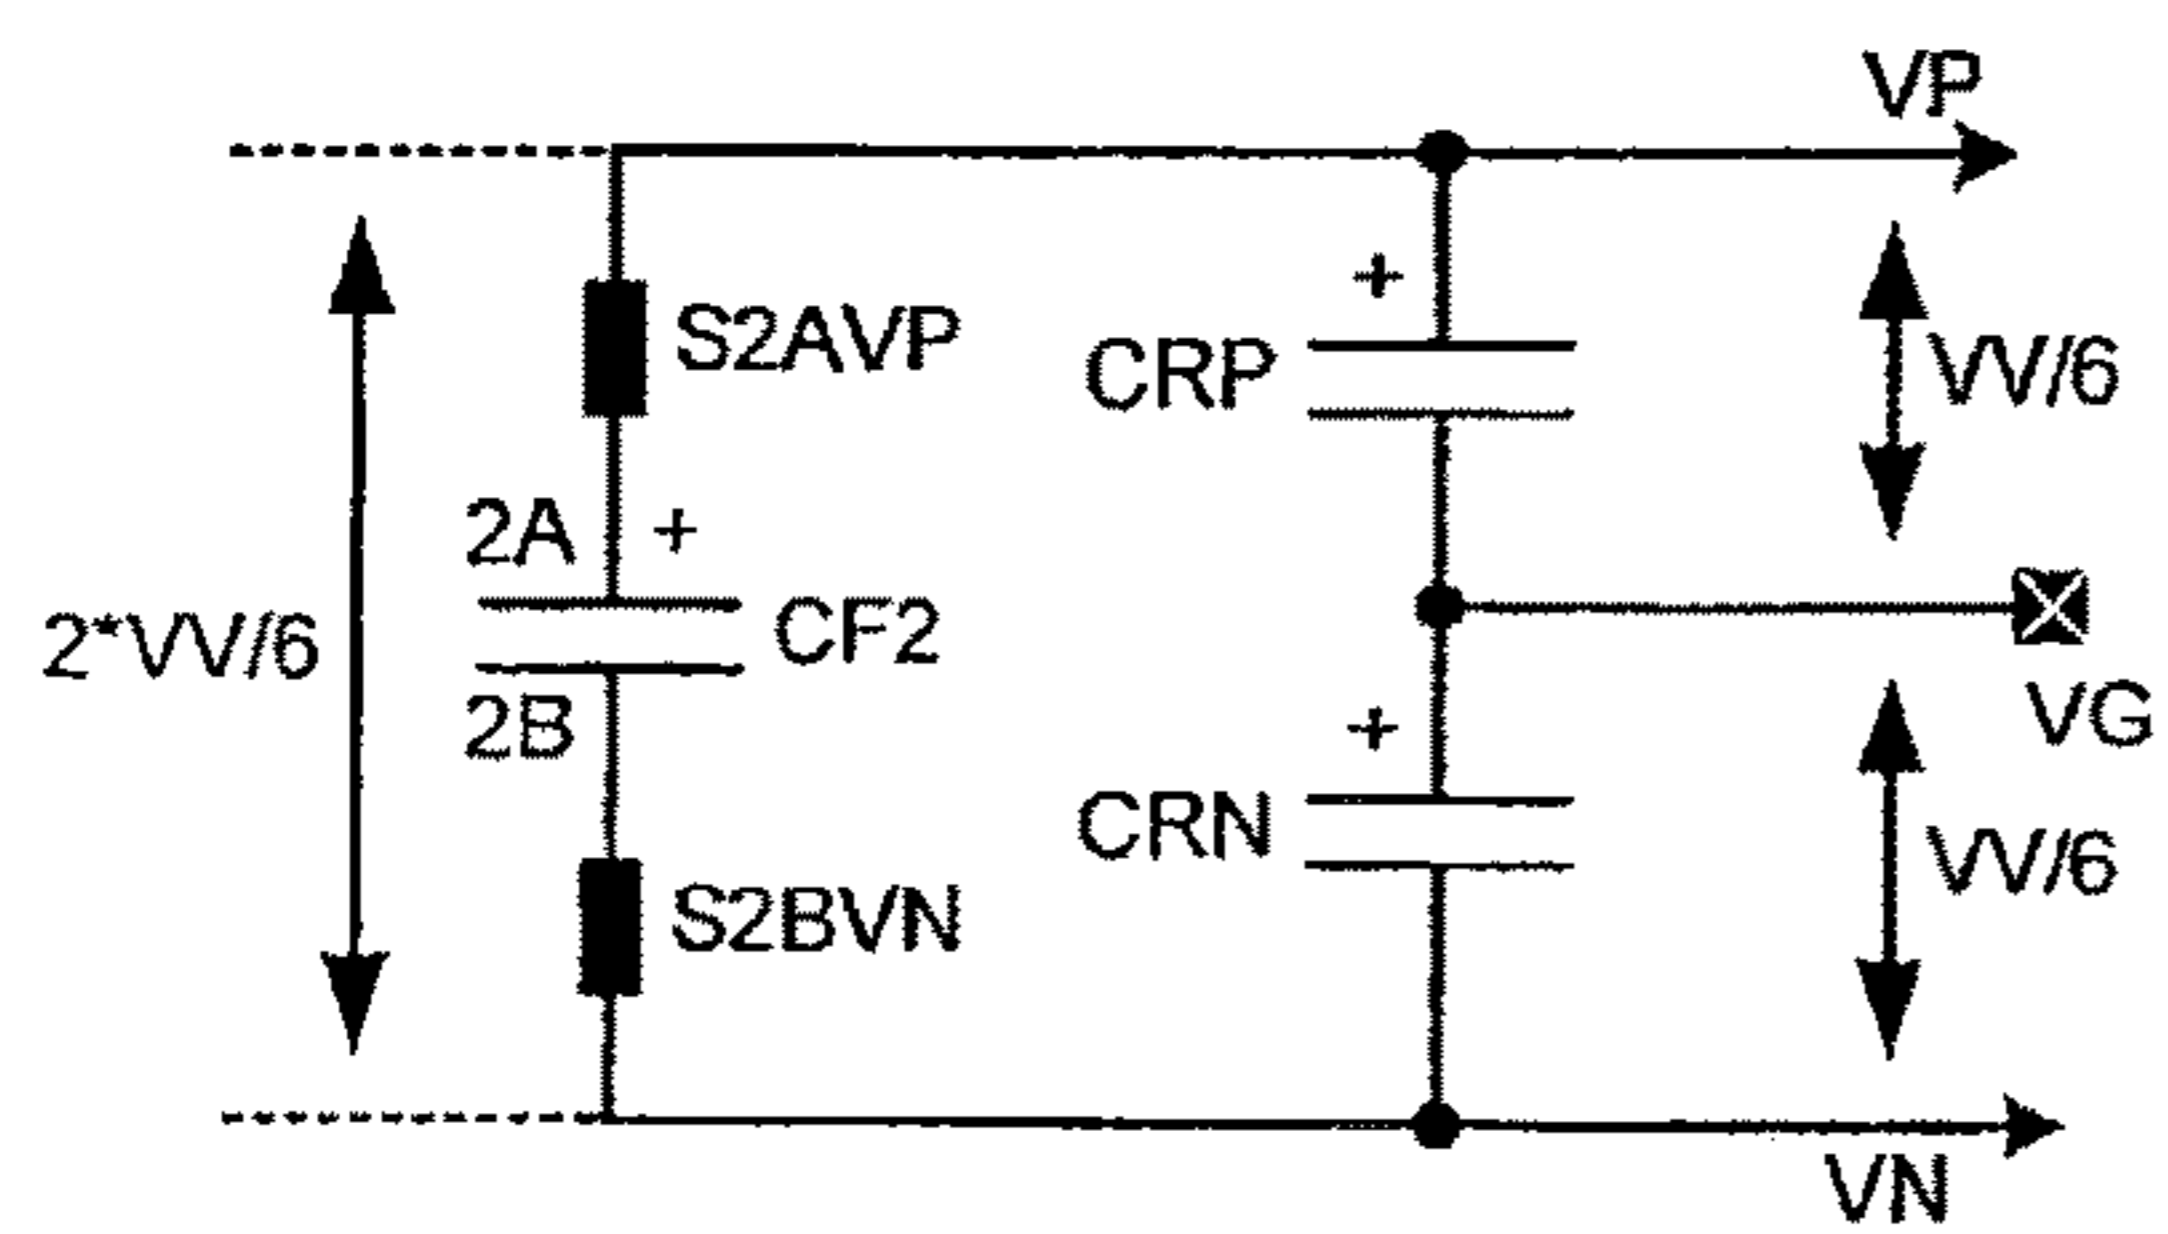 VP
+
S2AVP
CRP
VV/6
2A +
2*VV/6
CF2
2B
VG
+
CRN
VV/6
S2BVN
VN